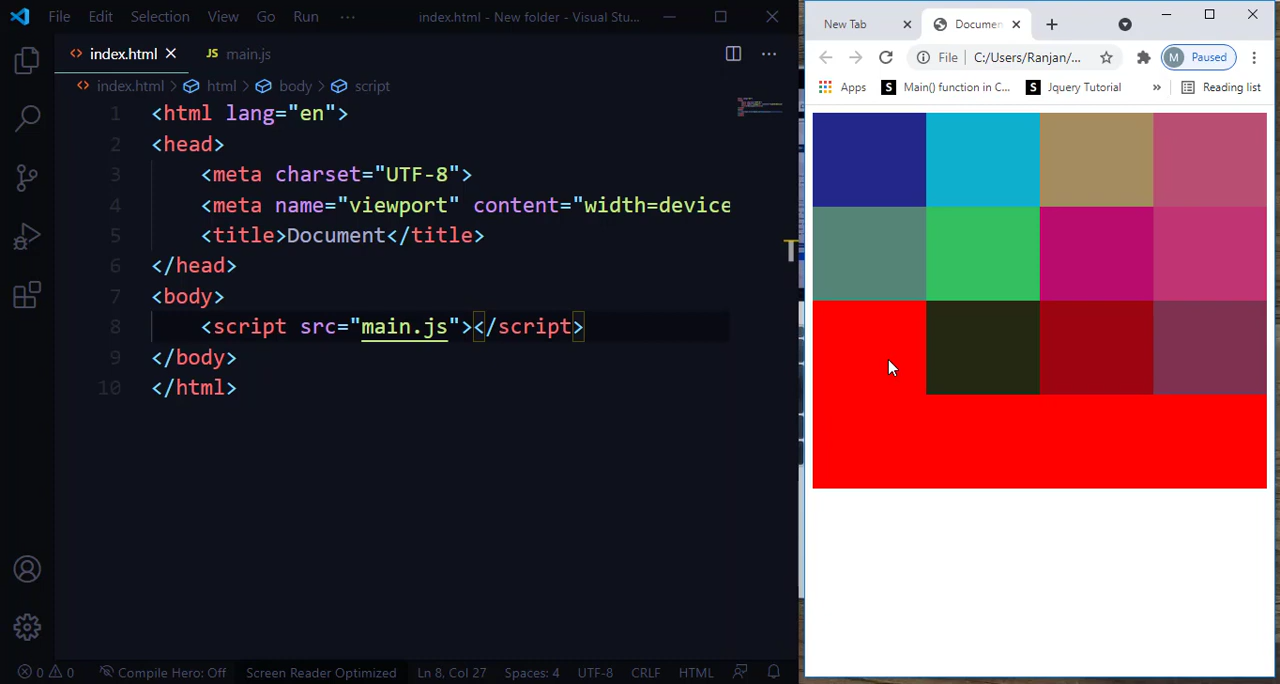 File Edit Selection View Go Run ··· index.html - New folder - Visual Stu...
index.html JS main.js
index.html > html > body > script
1 <html lang="en">
2 <head>
3 <meta charset="UTF-8">
4 <meta name="viewport" content="width=device
5 <title>Document</title>
6 </head>
7 <body>
8 <script src="main.js"></script>
9 </body>
10 </html>
0 0 Compile Hero: Off Screen Reader Optimized Ln 8, Col 27 Spaces: 4 UTF-8 CRLF HTML
New Tab Documen
File C:/Users/Ranjan/... M Paused
Apps S Main() function in C... S Jquery Tutorial » Reading list